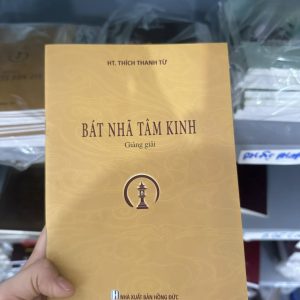 HT. THÍCH THANH TỪ
BÁT NHÃ TÂM KINH
Giảng giải
NHÀ XUẤT BẢN HỒNG ĐỨC